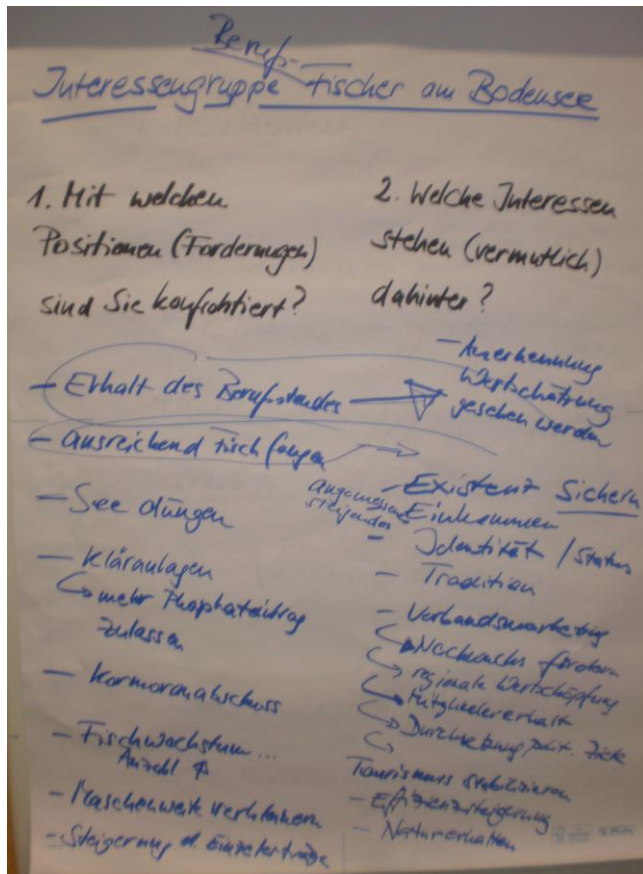 Berufs-
Interessengruppe Fischer am Bodensee
1. Mit welchen
Positionen (Forderungen)
sind Sie konfrontiert?
- Erhalt des Berufsstandes
- ausreichend Fisch fangen
- See düngen
- Kläranlagen
mehr Phosphateintrag
zulassen
- Kormoranabschuss
- Fischwachstum...
Anzahl
- Maschenweite verkleinern
- Steigerung d. Einzelerträge
2. Welche Interessen
stehen (vermutlich)
dahinter?
- Anerkennung
Wertschätzung
gesehen werden
- Existenz sichern
angemessenes
steigendes
Einkommen
- Identität / Status
- Tradition
- Verbandsmarketing
Nachwuchs fördern
regionale Wertschöpfung
Mitgliedererhalt
Durchsetzung polit. Ziele
Tourismus stabilisieren
- Effizienzsteigerung
- Naturerhalten